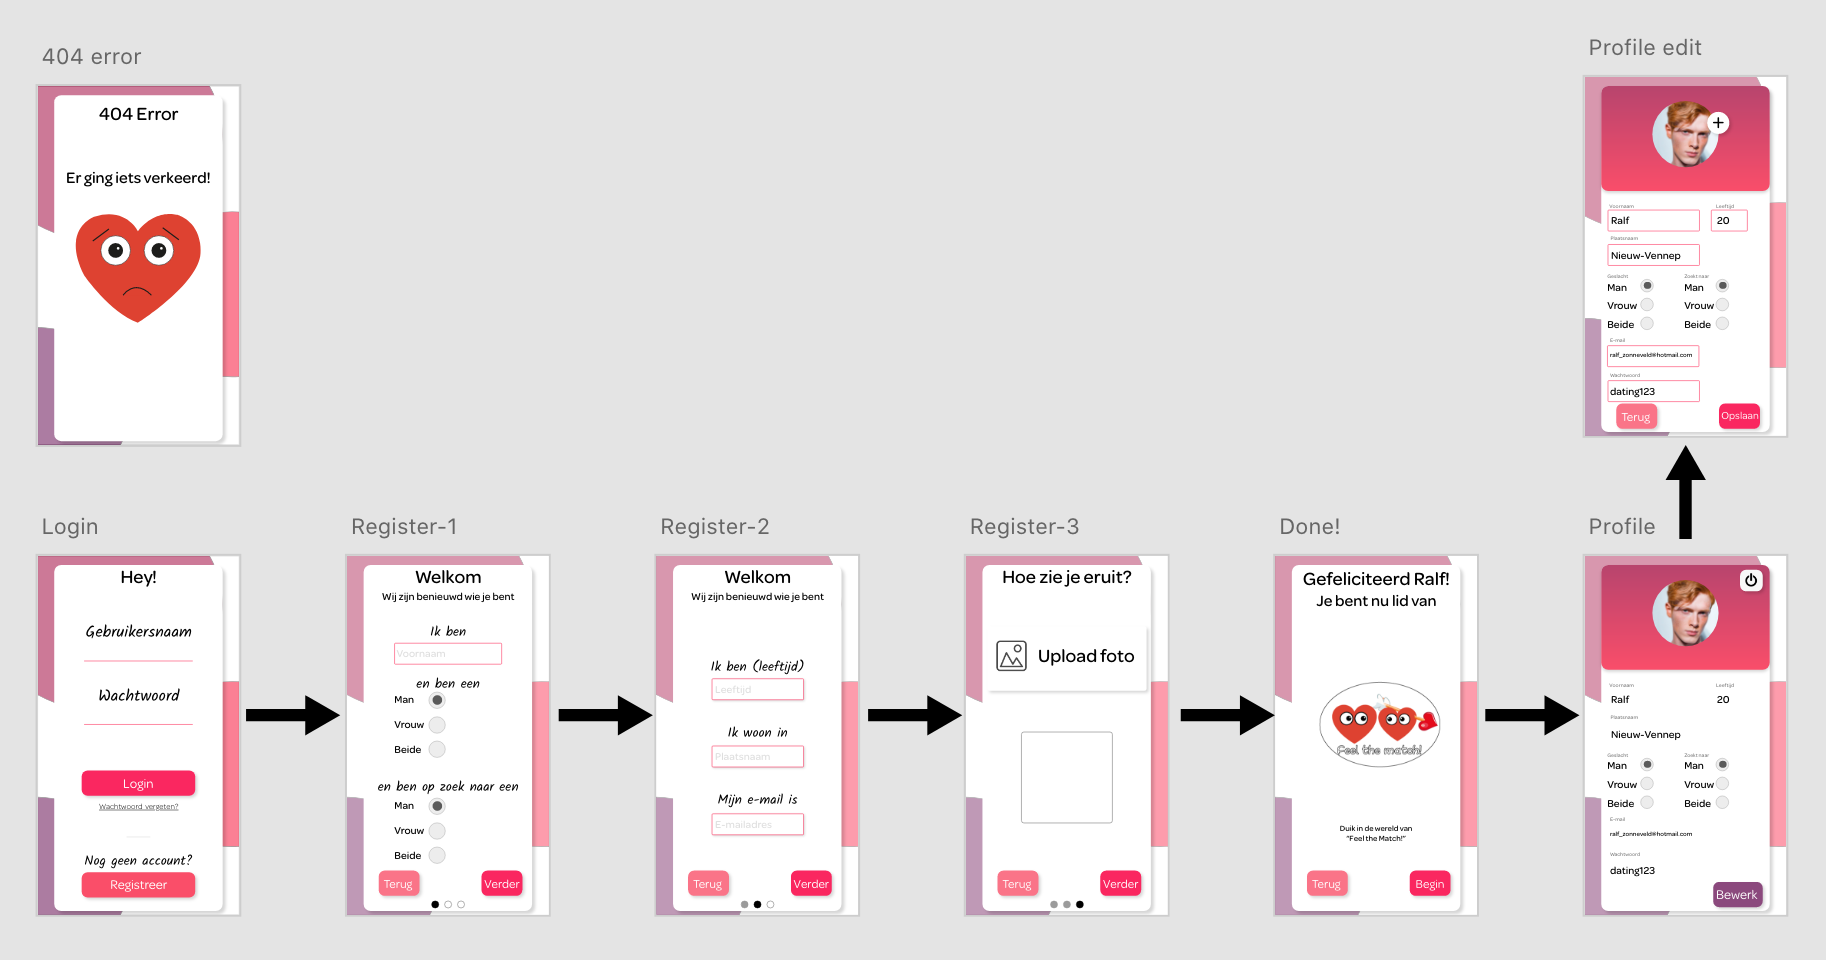 404 error
404 Error
Er ging iets verkeerd!
Profile edit
Voornaam
Leeftijd
Ralf
20
Plaatsnaam
Nieuw-Vennep
Geslacht
Zoekt naar
Man
Man
Vrouw
Vrouw
Beide
Beide
E-mail
ralf_zonneveld@hotmail.com
Wachtwoord
dating123
Terug
Opslaan
Login
Hey!
Gebruikersnaam
Wachtwoord
Login
Wachtwoord vergeten?
Nog geen account?
Registreer
Register-1
Welkom
Wij zijn benieuwd wie je bent
Ik ben
Voornaam
en ben een
Man
Vrouw
Beide
en ben op zoek naar een
Man
Vrouw
Beide
Terug
Verder
Register-2
Welkom
Wij zijn benieuwd wie je bent
Ik ben (leeftijd)
Leeftijd
Ik woon in
Plaatsnaam
Mijn e-mail is
E-mailadres
Terug
Verder
Register-3
Hoe zie je eruit?
Upload foto
Terug
Verder
Done!
Gefeliciteerd Ralf!
Je bent nu lid van
Feel the match!
Duik in de wereld van
"Feel the Match!"
Terug
Begin
Profile
Voornaam
Leeftijd
Ralf
20
Plaatsnaam
Nieuw-Vennep
Geslacht
Zoekt naar
Man
Man
Vrouw
Vrouw
Beide
Beide
E-mail
ralf_zonneveld@hotmail.com
Wachtwoord
dating123
Bewerk